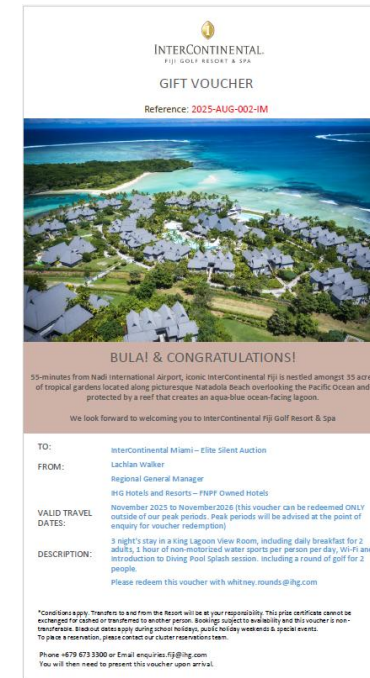 INTERCONTINENTAL.
FIJI GOLF RESORT & SPA
GIFT VOUCHER
Reference: 2025-AUG-002-IM
BULA! & CONGRATULATIONS!
55-minutes from Nadi International Airport, iconic InterContinental Fiji is nestled amongst 35 acre
of tropical gardens located along picturesque Natadola Beach overlooking the Pacific Ocean and
protected by a reef that creates an aqua-blue ocean-facing lagoon.
We look forward to welcoming you to InterContinental Fiji Golf Resort & Spa
TO: InterContinental Miami – Elite Silent Auction
FROM: Lachlan Walker
Regional General Manager
IHG Hotels and Resorts – FNPF Owned Hotels
VALID TRAVEL DATES: November 2025 to November2026 (this voucher can be redeemed ONLY
outside of our peak periods. Peak periods will be advised at the point of
enquiry for voucher redemption)
DESCRIPTION: 3 night's stay in a King Lagoon View Room, including daily breakfast for 2
adults, 1 hour of non-motorized water sports per person per day, Wi-Fi and
Introduction to Diving Pool Splash session. Including a round of golf for 2
people.
Please redeem this voucher with whitney.rounds@ihg.com
*Conditions apply. Transfers to and from the Resort will be at your responsibility. This prize certificate cannot be
exchanged for cashed or transferred to another person. Bookings subject to availability and this voucher is non -
transferable. Blackout dates apply during school holidays, public holiday weekends & special events.
To place a reservation, please contact our cluster reservations team.
Phone +679 673 3300 or Email enquiries.fiji@ihg.com
You will then need to present this voucher upon arrival.